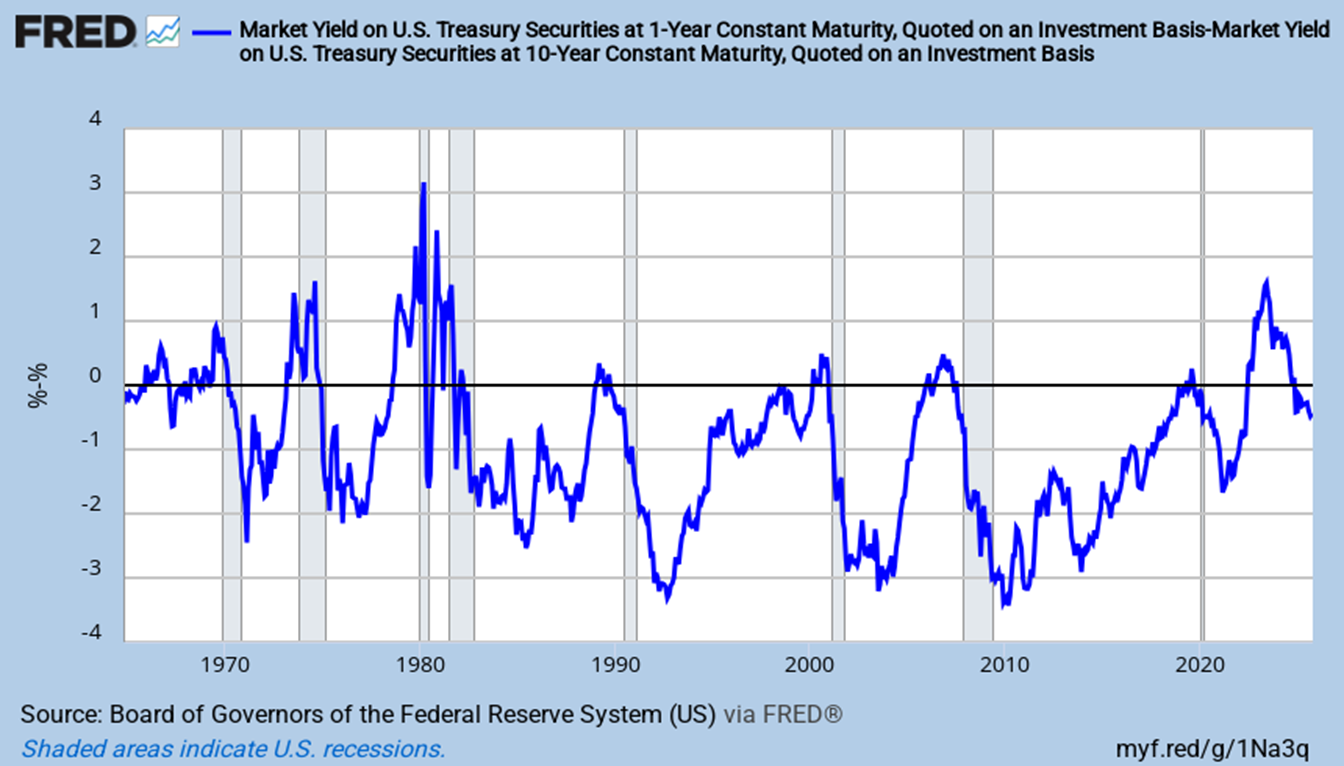 FRED
Market Yield on U.S. Treasury Securities at 1-Year Constant Maturity, Quoted on an Investment Basis-Market Yield
on U.S. Treasury Securities at 10-Year Constant Maturity, Quoted on an Investment Basis
4
3
2
1
0
-1
-2
-3
-4
%-%
1970 1980 1990 2000 2010 2020
Source: Board of Governors of the Federal Reserve System (US) via FRED®
Shaded areas indicate U.S. recessions.
myf.red/g/1Na3q